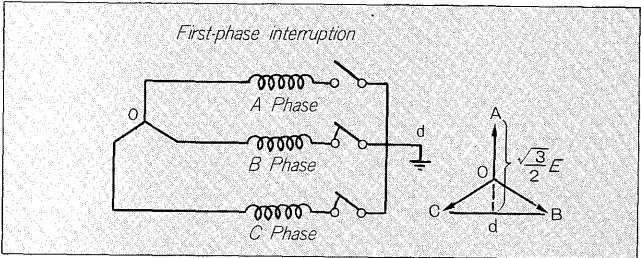 First-phase interruption
A Phase
O
B Phase
d
C Phase
A
O
√3/2 E
C
B
d